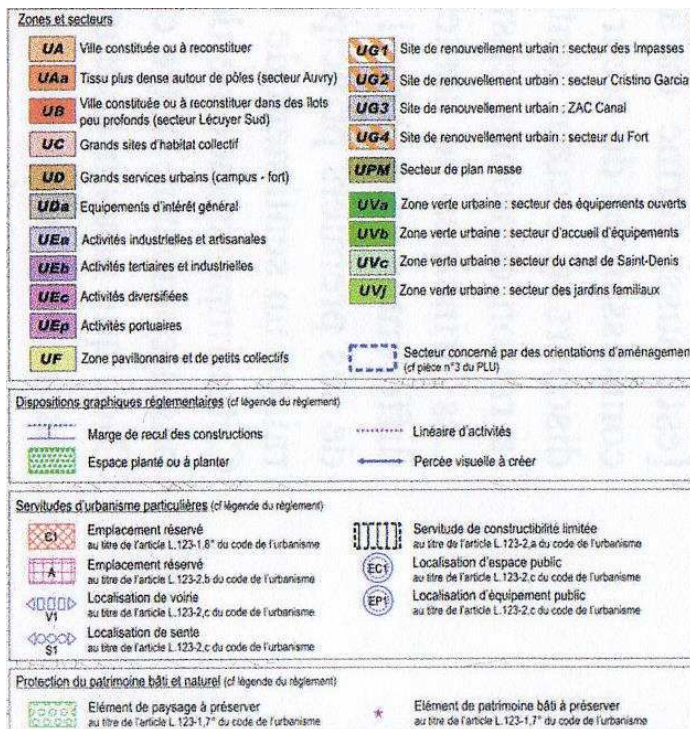 Zones et secteurs
UA Ville constituée ou à reconstituer
UAa Tissu plus dense autour de pôles (secteur Auvry)
UB Ville constituée ou à reconstituer dans des îlots
peu profonds (secteur Lécuyer Sud)
UC Grands sites d'habitat collectif
UD Grands services urbains (campus - fort)
UDa Equipements d'intérêt général
UEa Activités industrielles et artisanales
UEb Activités tertiaires et industrielles
UEc Activités diversifiées
UEp Activités portuaires
UF Zone pavillonnaire et de petits collectifs
UG1 Site de renouvellement urbain : secteur des Impasses
UG2 Site de renouvellement urbain : secteur Cristino Garcia
UG3 Site de renouvellement urbain : ZAC Canal
UG4 Site de renouvellement urbain : secteur du Fort
UPM Secteur de plan masse
UVa Zone verte urbaine : secteur des équipements ouverts
UVb Zone verte urbaine : secteur d'accueil d'équipements
UVc Zone verte urbaine : secteur du canal de Saint-Denis
UVj Zone verte urbaine : secteur des jardins familiaux
Secteur concerné par des orientations d'aménagemen
(cf pièce n°3 du PLU)
Dispositions graphiques réglementaires (cf légende du règlement)
Marge de recul des constructions
Espace planté ou à planter
Linéaire d'activités
Percée visuelle à créer
Servitudes d'urbanisme particulières (cf légende du règlement)
C1 Emplacement réservé
au titre de l'article L.123-1,8° du code de l'urbanisme
A Emplacement réservé
au titre de l'article L.123-2.b du code de l'urbanisme
Localisation de voirie
V1 au titre de l'article L.123-2,c du code de l'urbanisme
Localisation de sente
S1 au titre de l'article L.123-2,c du code de l'urbanisme
Servitude de constructibilité limitée
au titre de l'article L.123-2,a du code de l'urbanisme
EC1 Localisation d'espace public
au titre de l'article L.123-2,c du code de l'urbanisme
EP1 Localisation d'équipement public
au titre de l'article L.123-2.c du code de l'urbanisme
Protection du patrimoine bâti et naturel (cf légende du règlement)
Elément de paysage à préserver
au titre de l'article L.123-1,7° du code de l'urbanisme
Elément de patrimoine bâti à préserver
au titre de l'article L.123-1,7° du code de l'urbanisme